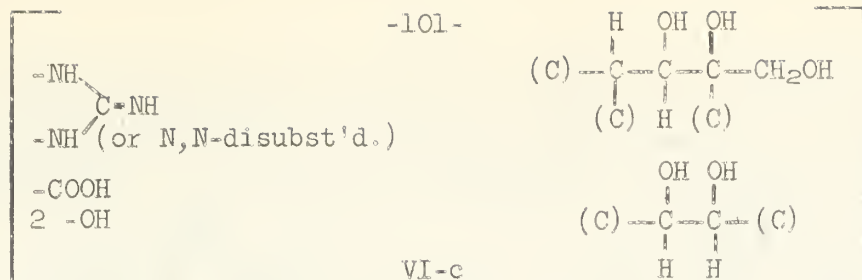 -101-
H OH OH
-NH (C)-C-C-C-CH2OH
C=NH (C) H (C)
-NH (or N,N-disubst'd.)
OH OH
-COOH
2 -OH (C)-C-C-(C)
VI-c H H